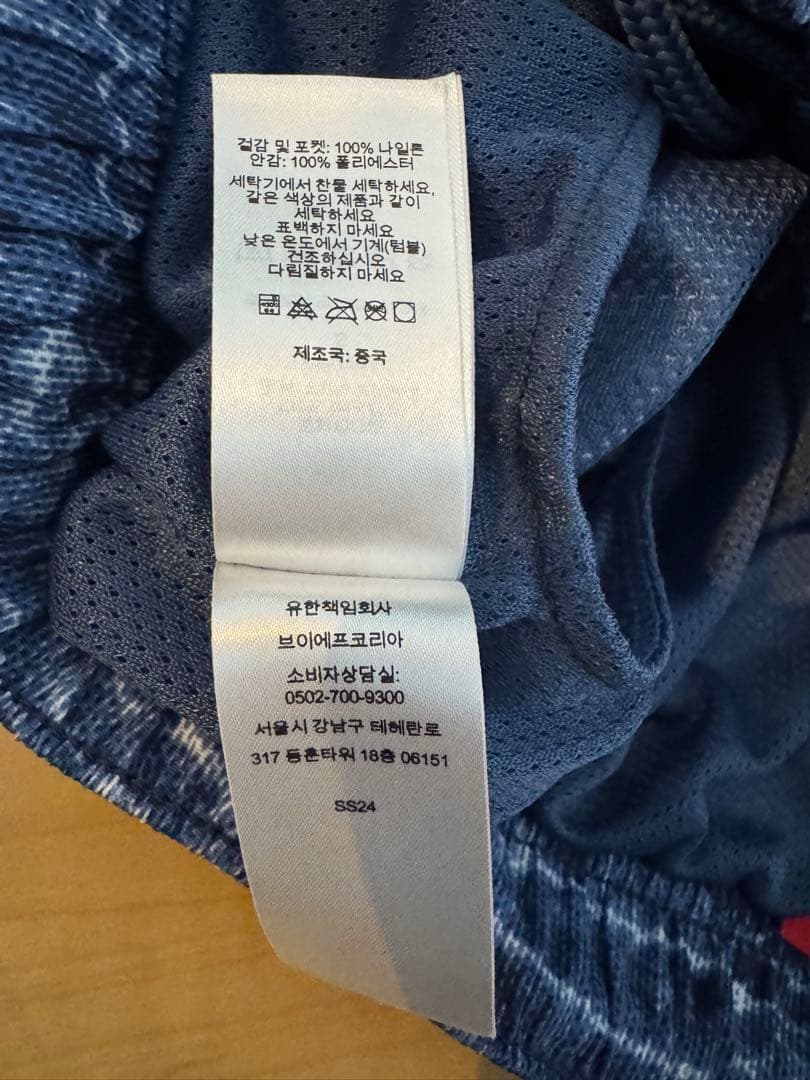 겉감 및 포켓: 100% 나일론
안감: 100% 폴리에스터
세탁기에서 찬물 세탁하세요,
같은 색상의 제품과 같이
세탁하세요
표백하지 마세요
낮은 온도에서 기계(텀블)
건조하십시오
다림질하지 마세요
제조국: 중국
유한책임회사
브이에프코리아
소비자상담실:
0502-700-9300
서울시 강남구 테헤란로
317 동훈타워 18층 06151
SS24